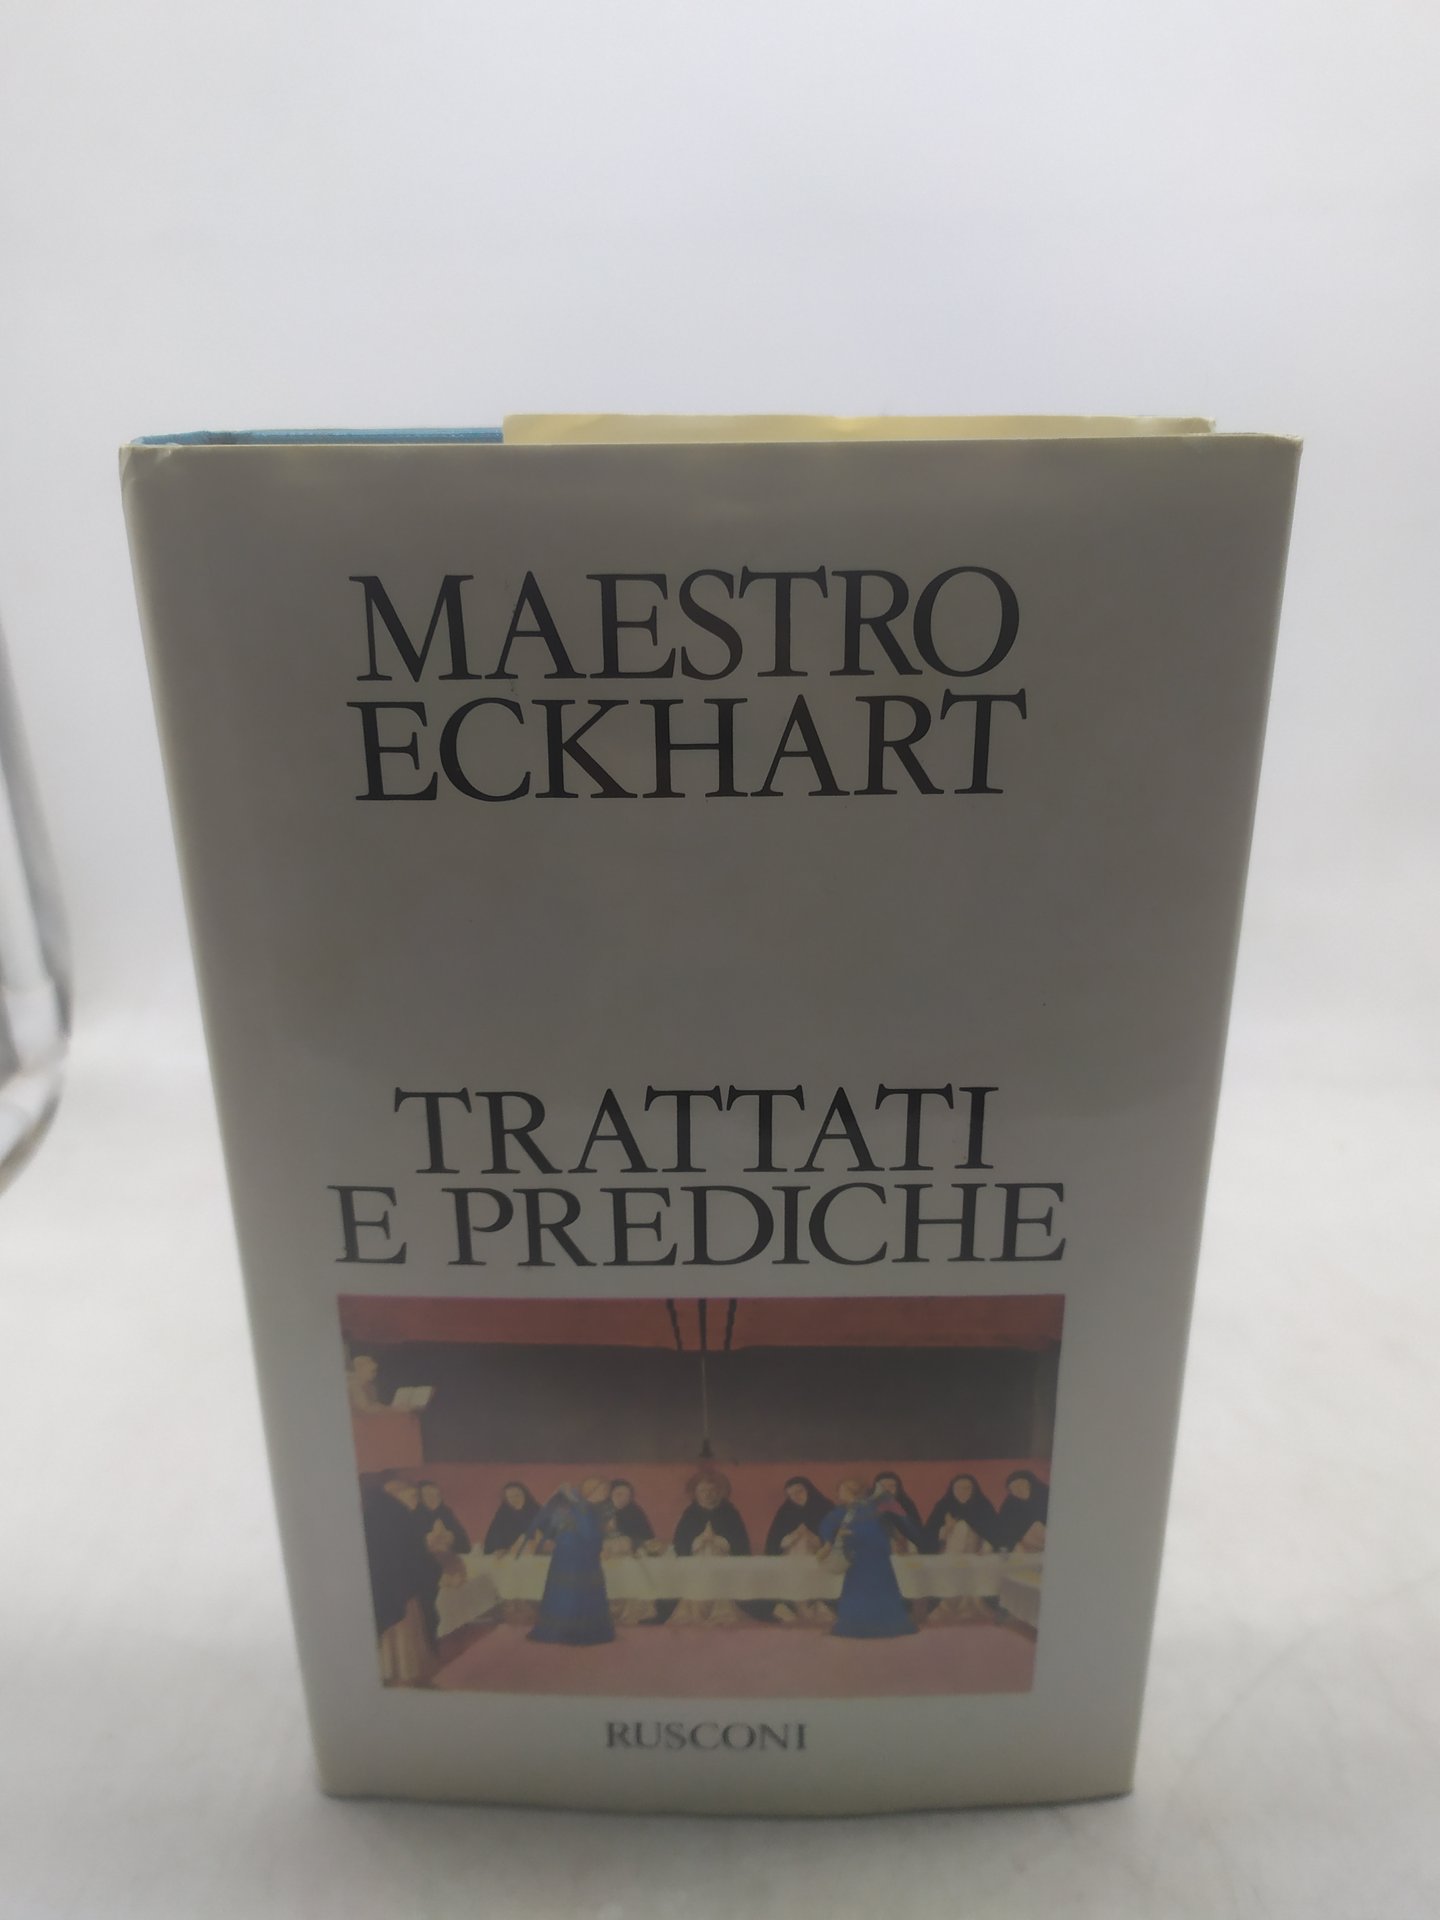 MAESTRO
ECKHART
TRATTATI
E PREDICHE
RUSCONI